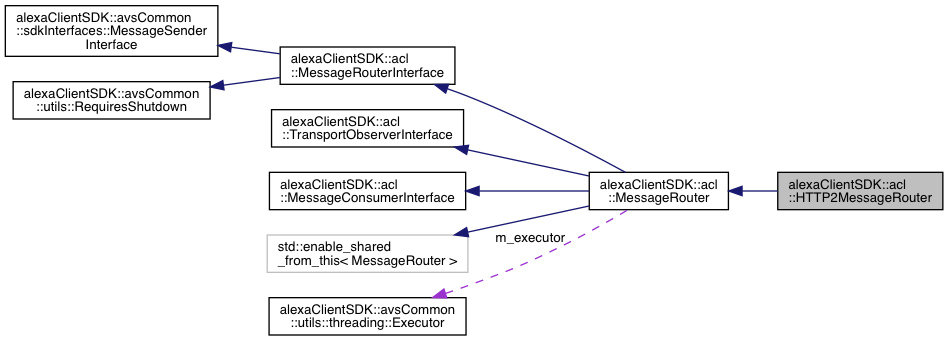 alexaClientSDK::avsCommon
::sdkInterfaces::MessageSender
Interface
alexaClientSDK::avsCommon
::utils::RequiresShutdown
alexaClientSDK::acl
::MessageRouterInterface
alexaClientSDK::acl
::TransportObserverInterface
alexaClientSDK::acl
::MessageConsumerInterface
std::enable_shared
_from_this< MessageRouter >
m_executor
alexaClientSDK::avsCommon
::utils::threading::Executor
alexaClientSDK::acl
::MessageRouter
alexaClientSDK::acl
::HTTP2MessageRouter